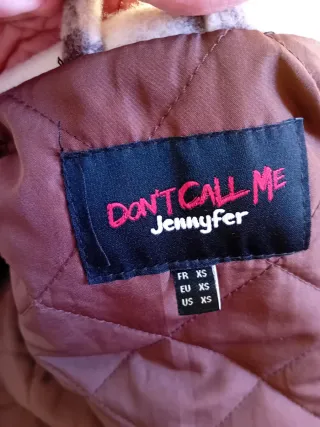 DON'T CALL ME
Jennyfer
FR XS
EU XS
US XS